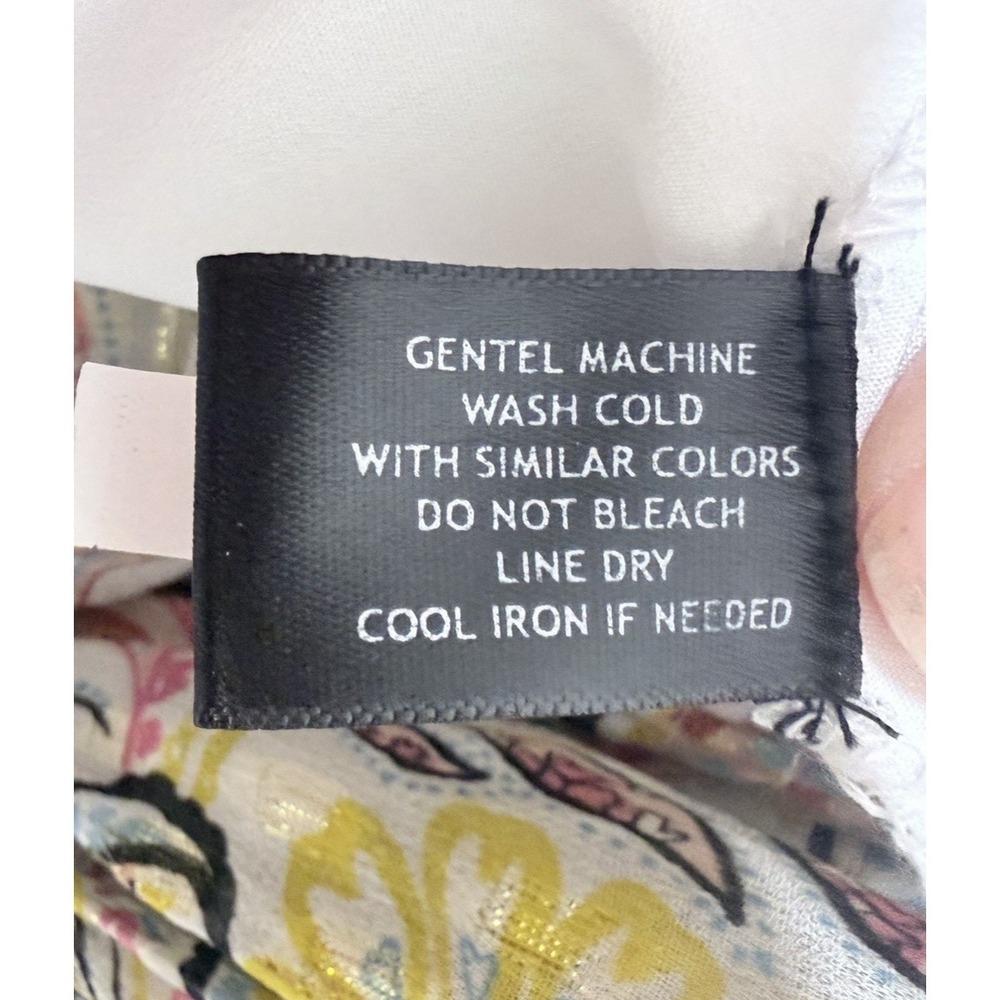 GENTEL MACHINE
WASH COLD
WITH SIMILAR COLORS
DO NOT BLEACH
LINE DRY
COOL IRON IF NEEDED